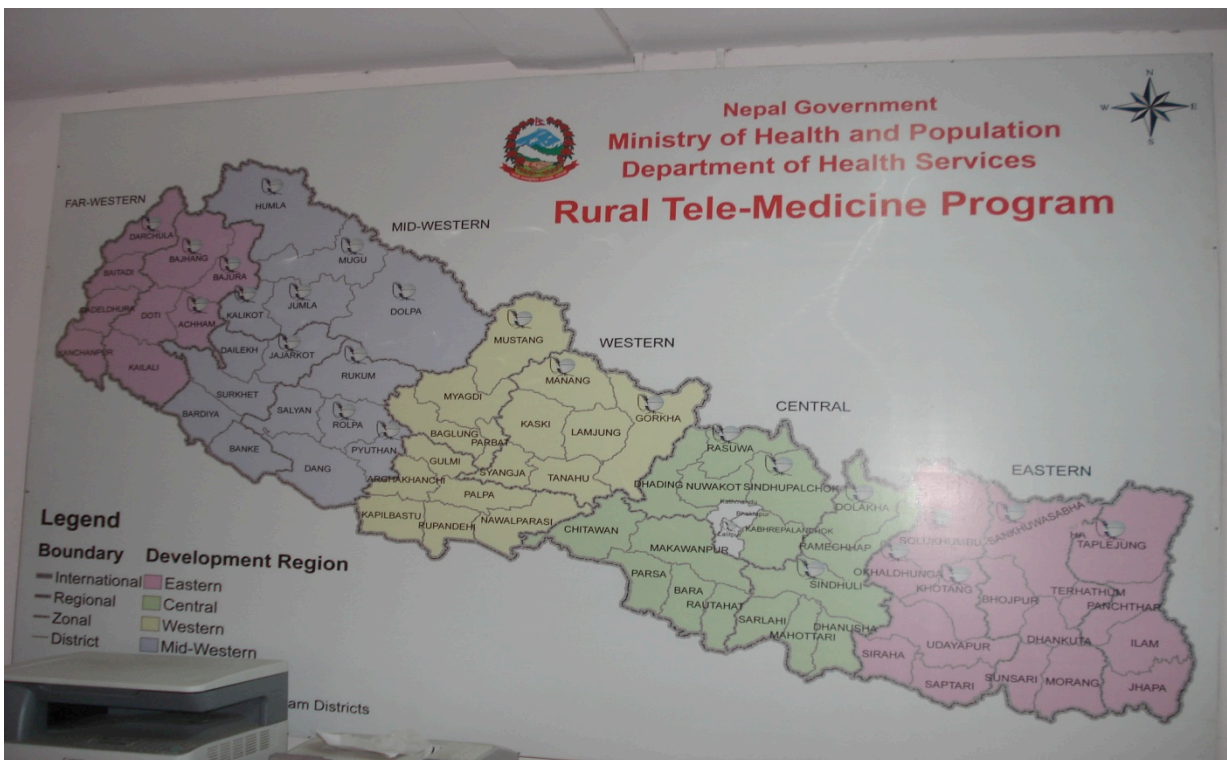 Nepal Government
Ministry of Health and Population
Department of Health Services
Rural Tele-Medicine Program
N
W
E
S
FAR-WESTERN
MID-WESTERN
WESTERN
CENTRAL
EASTERN
HUMLA
DARCHULA
BAJHANG
BAJURA
BAITADI
MUGU
DOTI
ACHHAM
KALIKOT
JUMLA
DOLPA
KAILALI
DAILEKH
JAJARKOT
RUKUM
SURKHET
BARDIYA
SALYAN
ROLPA
BANKE
DANG
PYUTHAN
MUSTANG
MANANG
MYAGDI
GORKHA
KASKI
LAMJUNG
BAGLUNG
PARBAT
GULMI
SYANGJA
TANAHU
ARGHAKHANCHI
PALPA
KAPILBASTU
RUPANDEHI
NAWALPARASI
RASUWA
DHADING
NUWAKOT
SINDHUPALCHOK
DOLAKHA
CHITAWAN
KABHREPALANCHOK
MAKAWANPUR
RAMECHHAP
PARSA
BARA
RAUTAHAT
SINDHULI
SARLAHI
MAHOTTARI
DHANUSHA
SOLUKHUMBU
SANKHUWASABHA
TAPLEJUNG
OKHALDHUNGA
KHOTANG
BHOJPUR
TERHATHUM
PANCHTHAR
SIRAHA
UDAYAPUR
DHANKUTA
ILAM
SAPTARI
SUNSARI
MORANG
JHAPA
Legend
Boundary Development Region
International Eastern
Regional Central
Zonal Western
District Mid-Western
am Districts